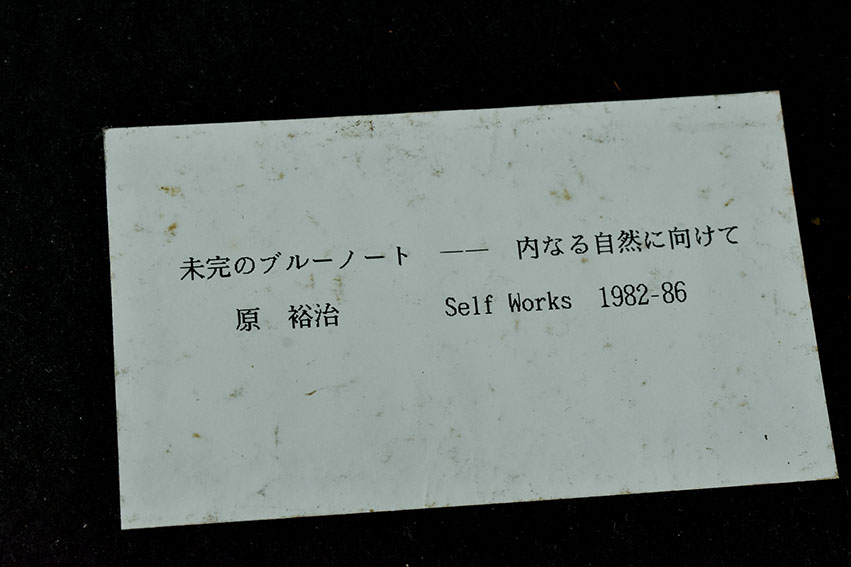 未完のブルーノート —— 内なる自然に向けて
原 裕治 Self Works 1982-86